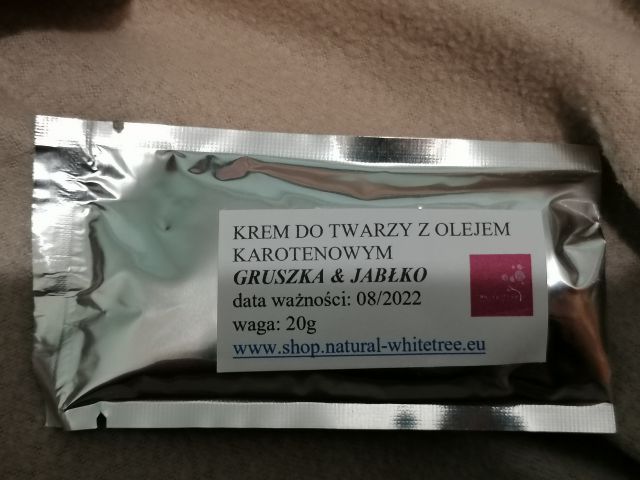 KREM DO TWARZY Z OLEJEM
KAROTENOWYM
GRUSZKA & JABŁKO
data ważności: 08/2022
waga: 20g
www.shop.natural-whitetree.eu